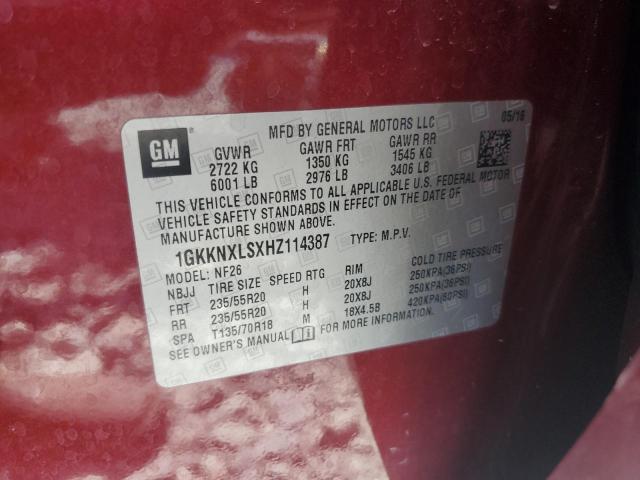 MFD BY GENERAL MOTORS LLC 05/16
GM
GVWR GAWR FRT GAWR RR
2722 KG 1350 KG 1545 KG
6001 LB 2976 LB 3406 LB
THIS VEHICLE CONFORMS TO ALL APPLICABLE U.S. FEDERAL MOTOR
VEHICLE SAFETY STANDARDS IN EFFECT ON THE DATE OF
MANUFACTURE SHOWN ABOVE.
1GKKNXLSXHZ114387 TYPE: M.P.V.
MODEL: NF26
NBJJ TIRE SIZE SPEED RTG RIM COLD TIRE PRESSURE
FRT 235/55R20 H 20X8J 250KPA(36PSI)
RR 235/55R20 H 20X8J 250KPA(36PSI)
SPA T135/70R18 M 18X4.5B 420KPA(60PSI)
SEE OWNER'S MANUAL FOR MORE INFORMATION.